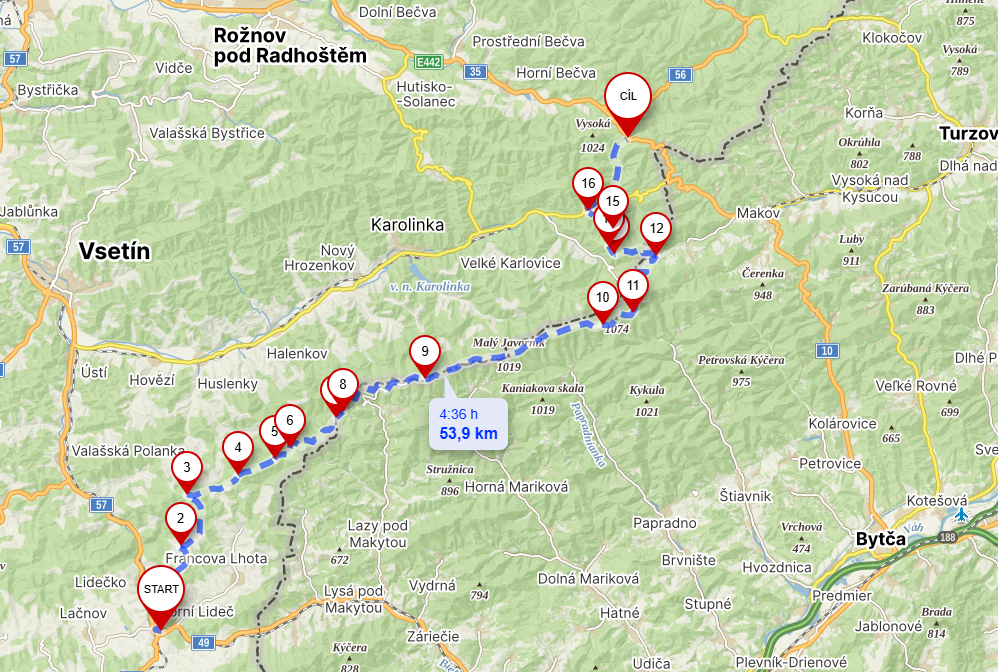 Dolní Bečva
Rožnov
pod Radhoštěm
875
Klokočov
Vysoká
789
57
Prostřední Bečva
E442
35
56
Vidče
Horní Bečva
Bystřička
Hutisko-
-Solanec
CÍL
Korňa
Valašská Bystřice
Vysoká
1024
Okrúhla
802
788
Turzov
Dlhá nad
Vysoká nad
Kysucou
16
15
12
Jablůnka
Karolinka
Makov
57
Vsetín
Nový
Hrozenkov
Velké Karlovice
Luby
911
v. n. Karolinka
11
10
Čerenka
948
Zarúbaná Kýčera
883
1074
Malý Javorník
1019
9
Halenkov
10
Petrovská Kýčera
975
Dlhé P
Ústí
Hovězí
Huslenky
8
Kaniakova skala
1019
Kykula
1021
Veľké Rovné
699
4:36 h
53,9 km
Papradnianka
6
5
4
Kolárovice
665
Valašská Polanka
3
Petrovice
Stružnica
896
Horná Mariková
57
Štiavnik
Kotešová
2
Lazy pod
Makytou
Papradno
Vrchová
474
Váh
188
Bytča
Francova Lhota
672
Brvnište
Hvozdnica
Lidečko
START
Vydrná
794
Dolná Mariková
Predmier
Lačnov
Horní Lideč
Lysá pod
Makytou
Hatné
Stupné
Brada
814
Jablonové
49
Záriečie
Kýčera
828
Udiča
Plevník-Drienové